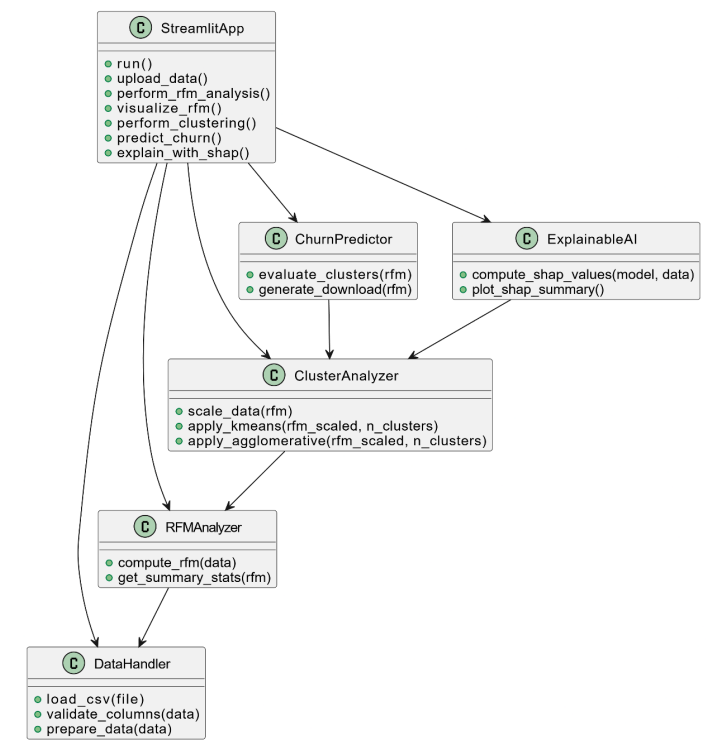 C StreamlitApp
run()
upload_data()
perform_rfm_analysis()
visualize_rfm()
perform_clustering()
predict_churn()
explain_with_shap()
C ChurnPredictor
evaluate_clusters(rfm)
generate_download(rfm)
C ExplainableAI
compute_shap_values(model, data)
plot_shap_summary()
C ClusterAnalyzer
scale_data(rfm)
apply_kmeans(rfm_scaled, n_clusters)
apply_agglomerative(rfm_scaled, n_clusters)
C RFMAnalyzer
compute_rfm(data)
get_summary_stats(rfm)
C DataHandler
load_csv(file)
validate_columns(data)
prepare_data(data)